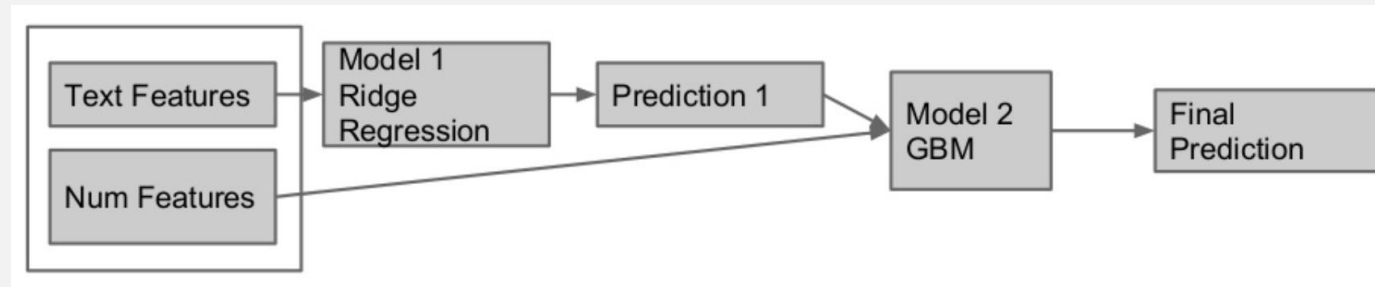 Text Features
Num Features
Model 1
Ridge
Regression
Prediction 1
Model 2
GBM
Final
Prediction